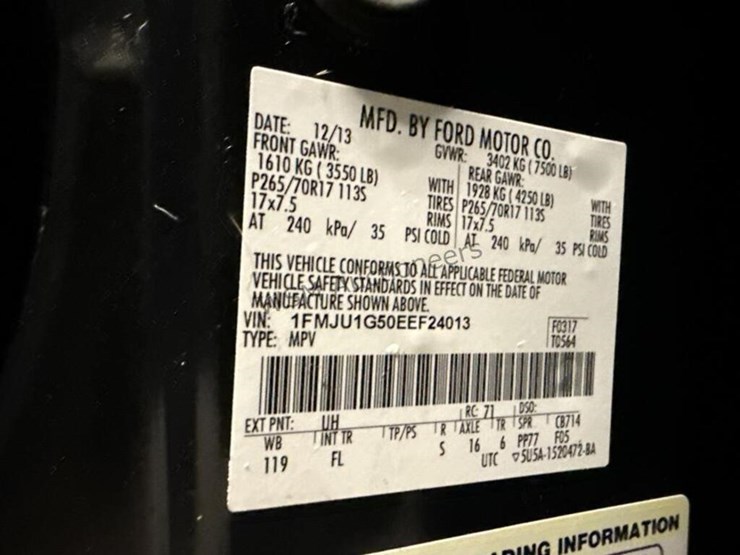 MFD. BY FORD MOTOR CO.
DATE: 12/13 GVWR: 3402 KG ( 7500 LB)
FRONT GAWR: REAR GAWR:
1610 KG ( 3550 LB) WITH 1928 KG ( 4250 LB) WITH
P265/70R17 113S TIRES P265/70R17 113S TIRES
17x7.5 RIMS 17x7.5 RIMS
AT 240 kPa/ 35 PSI COLD AT 240 kPa/ 35 PSI COLD
THIS VEHICLE CONFORMS TO ALL APPLICABLE FEDERAL MOTOR
VEHICLE SAFETY STANDARDS IN EFFECT ON THE DATE OF
MANUFACTURE SHOWN ABOVE.
VIN: 1FMJU1G50EEF24013 F0317
TYPE: MPV T0564
EXT PNT: UH RC: 71 DSO:
WB INT TR TP/PS R AXLE TR SPR CB714
119 FL S 16 6 PP77 F05
UTC ▽5U5A-1520472-BA
DING INFORMATION